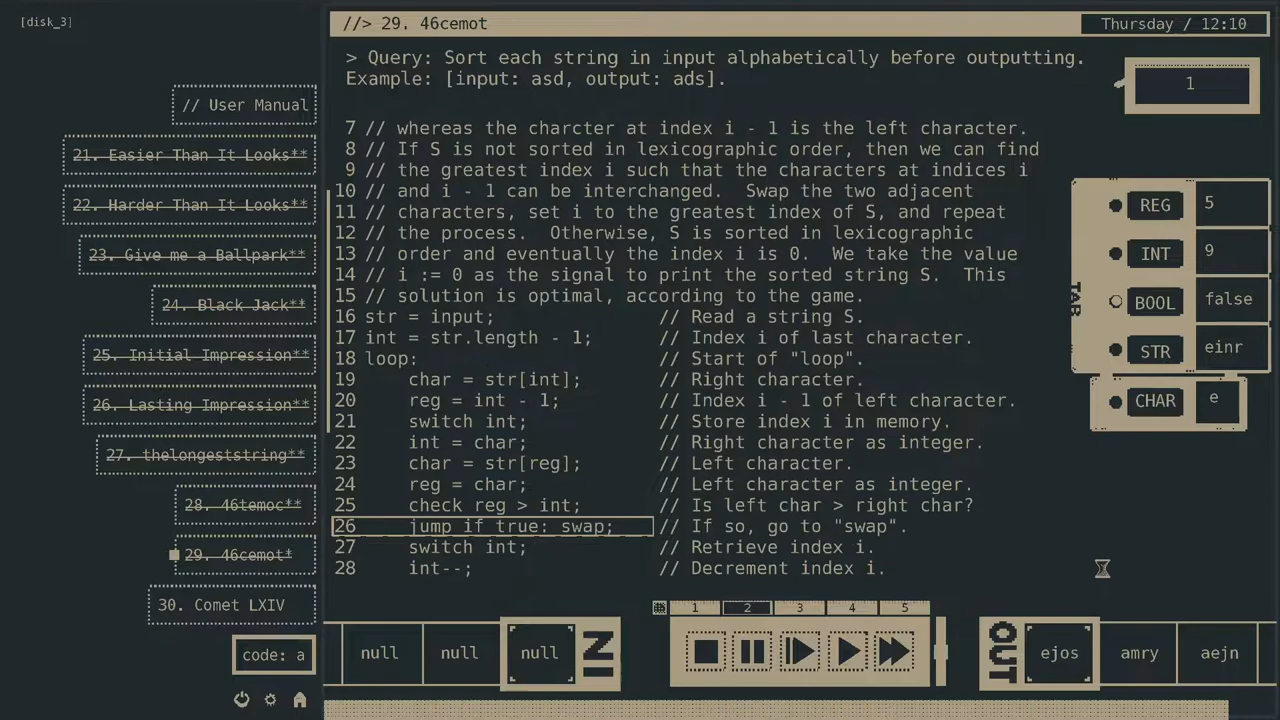 [disk_3]
//> 29. 46cemot
Thursday / 12:10
> Query: Sort each string in input alphabetically before outputting.
Example: [input: asd, output: ads].
1
// User Manual
21. Easier Than It Looks**
22. Harder Than It Looks**
23. Give me a Ballpark**
24. Black Jack**
25. Initial Impression**
26. Lasting Impression**
27. thelongeststring**
28. 46temoc**
29. 46cemot*
30. Comet LXIV
code: a
7 // whereas the charcter at index i - 1 is the left character.
8 // If S is not sorted in lexicographic order, then we can find
9 // the greatest index i such that the characters at indices i
10 // and i - 1 can be interchanged.  Swap the two adjacent
11 // characters, set i to the greatest index of S, and repeat
12 // the process.  Otherwise, S is sorted in lexicographic
13 // order and eventually the index i is 0.  We take the value
14 // i := 0 as the signal to print the sorted string S.  This
15 // solution is optimal, according to the game.
16 str = input; // Read a string S.
17 int = str.length - 1; // Index i of last character.
18 loop: // Start of "loop".
19 char = str[int]; // Right character.
20 reg = int - 1; // Index i - 1 of left character.
21 switch int; // Store index i in memory.
22 int = char; // Right character as integer.
23 char = str[reg]; // Left character.
24 reg = char; // Left character as integer.
25 check reg > int; // Is left char > right char?
26 jump if true: swap; // If so, go to "swap".
27 switch int; // Retrieve index i.
28 int--; // Decrement index i.
TAB
REG 5
INT 9
BOOL false
STR einr
CHAR e
1 2 3 4 5
null null null IN
OUT ejos amry aejn